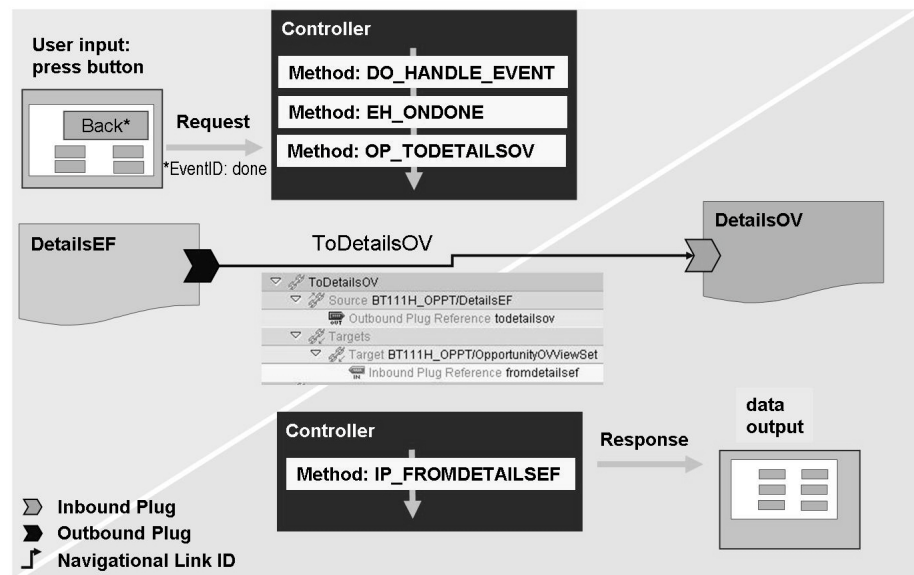 User input:
press button
Back*
Request
*EventID: done
Controller
Method: DO_HANDLE_EVENT
Method: EH_ONDONE
Method: OP_TODETAILSOV
DetailsEF
ToDetailsOV
DetailsOV
ToDetailsOV
Source BT111H_OPPT/DetailsEF
OUT Outbound Plug Reference todetailsov
Targets
Target BT111H_OPPT/OpportunityOVViewSet
IN Inbound Plug Reference fromdetailsef
Controller
Method: IP_FROMDETAILSEF
Response
data
output
Inbound Plug
Outbound Plug
Navigational Link ID